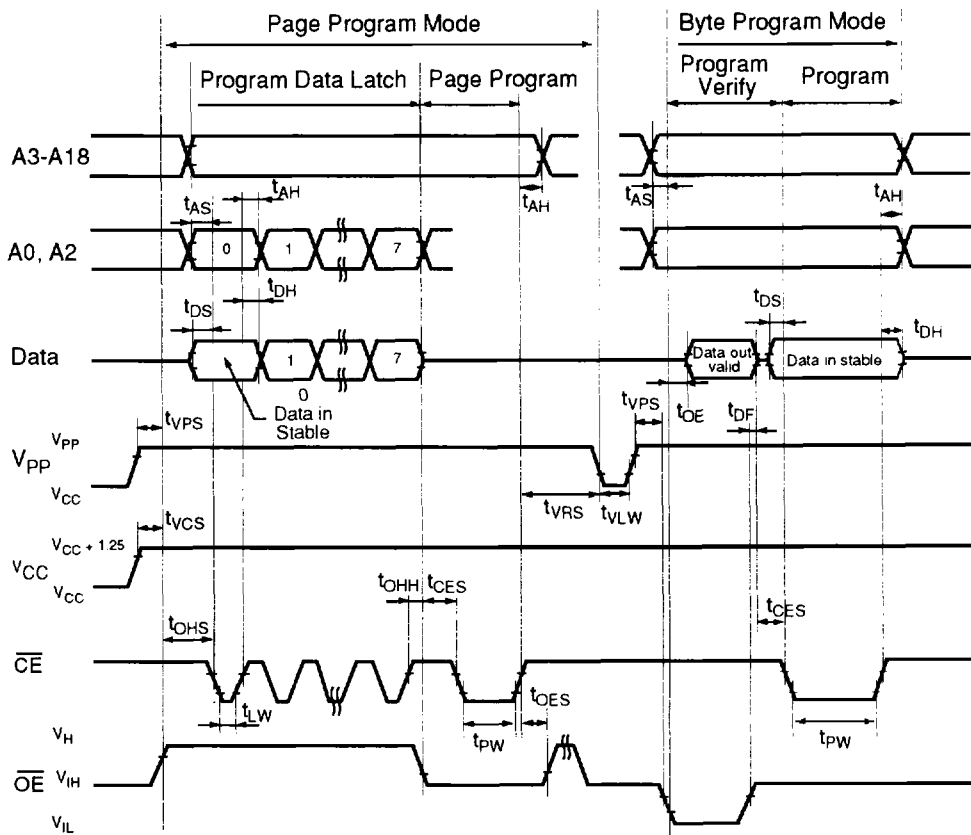 Page Program Mode
Byte Program Mode
Program Data Latch
Page Program
Program Verify
Program
A3-A18
tAH
tAS
tAH
tAS
tAH
A0, A2
0
1
7
tDH
tDS
tDS
tDH
Data
1
7
0
Data in Stable
Data out valid
Data in stable
tVPS
tVPS
tOE
tDF
VPP
VPP
VCC
tVRS
tVLW
tVCS
VCC + 1.25
VCC
VCC
tOHH
tCES
tCES
tOHS
CE
tLW
tPW
tOES
tPW
VH
OE
VIH
VIL